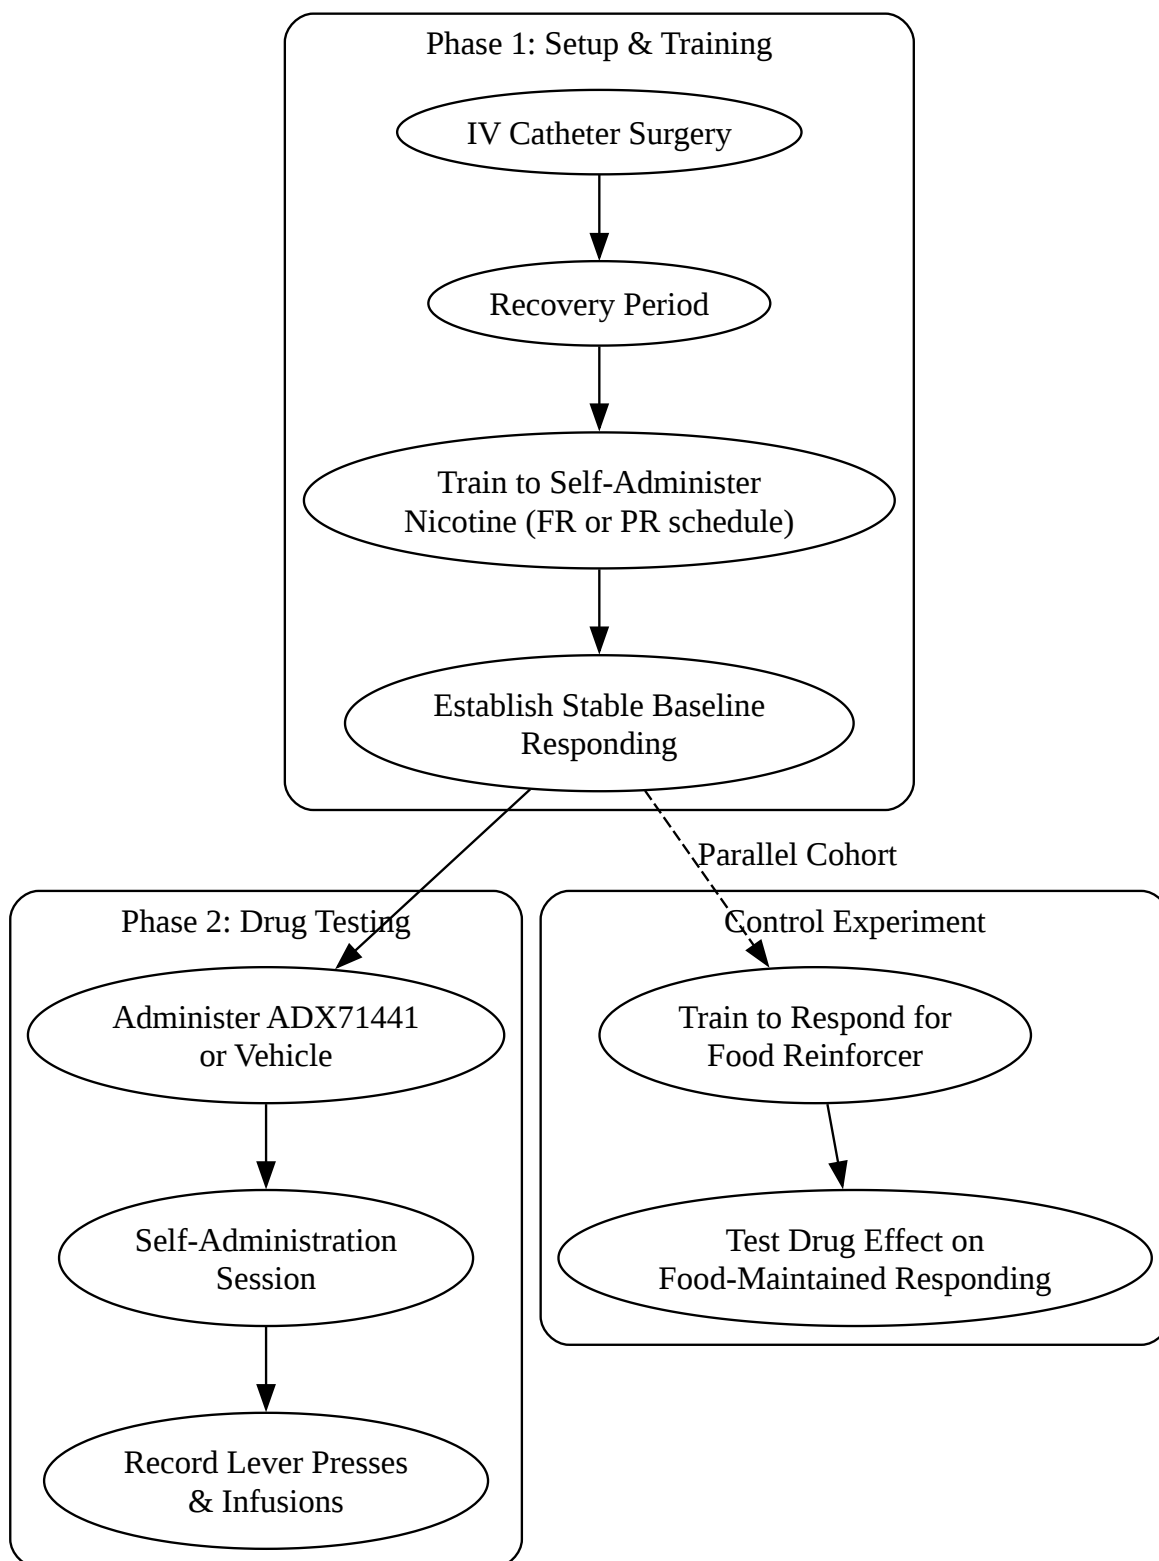 Phase 1: Setup & Training
IV Catheter Surgery
Recovery Period
Train to Self-Administer
Nicotine (FR or PR schedule)
Establish Stable Baseline
Responding
Parallel Cohort
Phase 2: Drug Testing
Administer ADX71441
or Vehicle
Self-Administration
Session
Record Lever Presses
& Infusions
Control Experiment
Train to Respond for
Food Reinforcer
Test Drug Effect on
Food-Maintained Responding